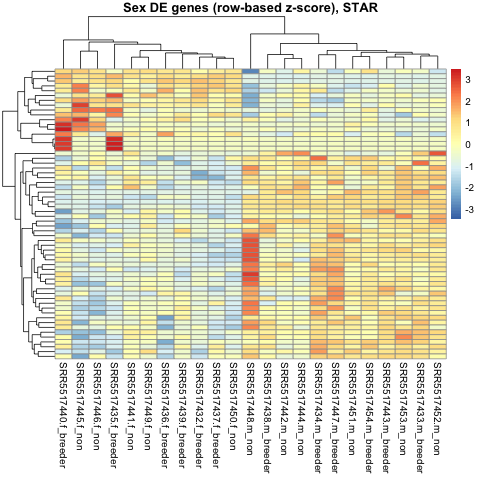 Sex DE genes (row-based z-score), STAR
3
2
1
0
-1
-2
-3
SRR5517440.f_breeder
SRR5517445.f_non
SRR5517446.f_non
SRR5517435.f_breeder
SRR5517441.f_non
SRR5517449.f_non
SRR5517436.f_breeder
SRR5517439.f_breeder
SRR5517432.f_breeder
SRR5517437.f_breeder
SRR5517450.f_non
SRR5517448.m_non
SRR5517438.m_breeder
SRR5517442.m_non
SRR5517444.m_non
SRR5517434.m_breeder
SRR5517447.m_non
SRR5517451.m_non
SRR5517454.m_breeder
SRR5517443.m_breeder
SRR5517453.m_non
SRR5517433.m_breeder
SRR5517452.m_non